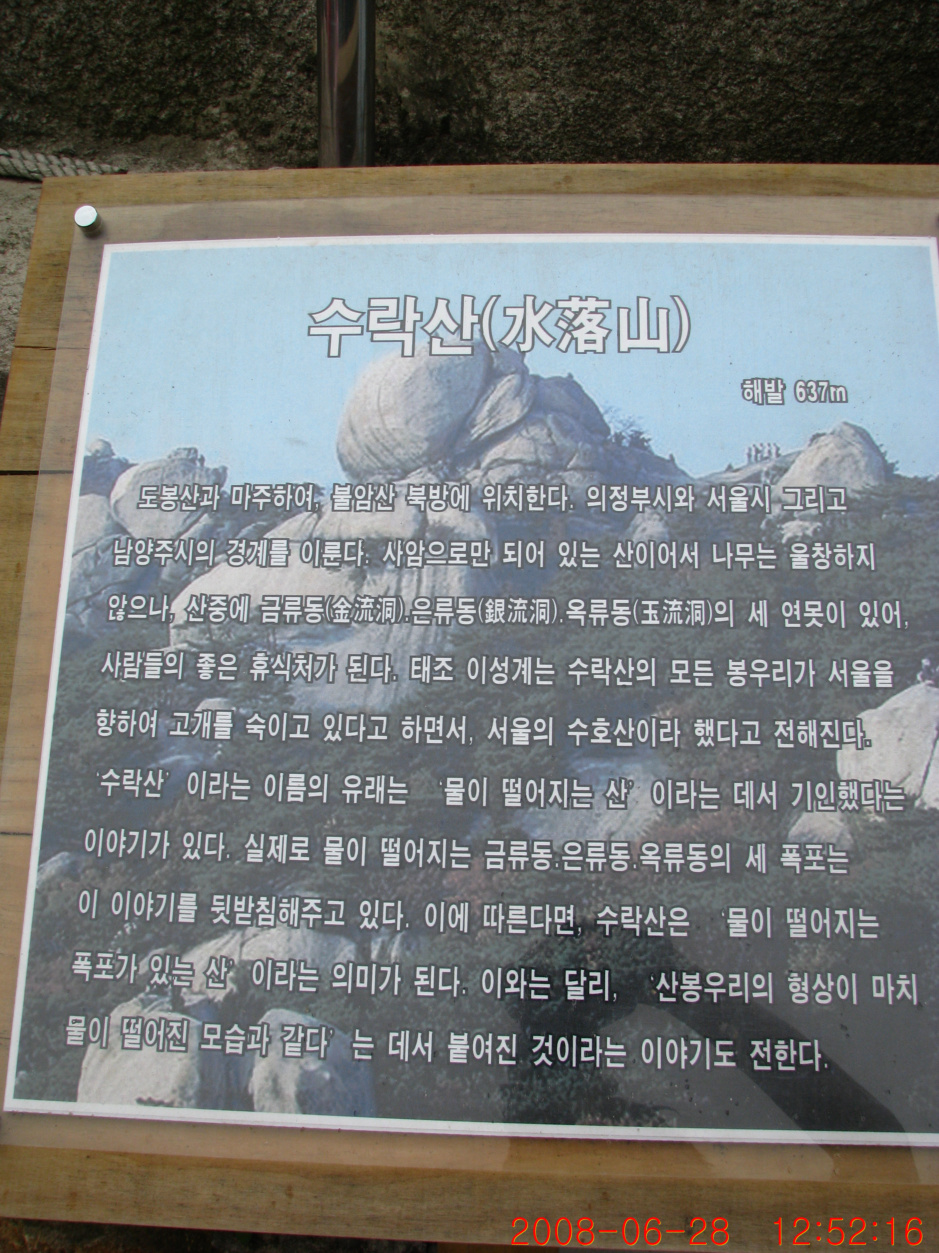 수락산(水落山)
해발 637m
도봉산과 마주하여, 불암산 북방에 위치한다. 의정부시와 서울시 그리고
남양주시의 경계를 이룬다. 사암으로만 되어 있는 산이어서 나무는 울창하지
않으나, 산중에 금류동(金流洞).은류동(銀流洞).옥류동(玉流洞)의 세 연못이 있어,
사람들의 좋은 휴식처가 된다. 태조 이성계는 수락산의 모든 봉우리가 서울을
향하여 고개를 숙이고 있다고 하면서, 서울의 수호산이라 했다고 전해진다.
‘수락산’ 이라는 이름의 유래는 ‘물이 떨어지는 산’ 이라는 데서 기인했다는
이야기가 있다. 실제로 물이 떨어지는 금류동.은류동.옥류동의 세 폭포는
이 이야기를 뒷받침해주고 있다. 이에 따른다면, 수락산은 ‘물이 떨어지는
폭포가 있는 산’ 이라는 의미가 된다. 이와는 달리, ‘산봉우리의 형상이 마치
물이 떨어진 모습과 같다’ 는 데서 붙여진 것이라는 이야기도 전한다.
2008-06-28 12:52:16